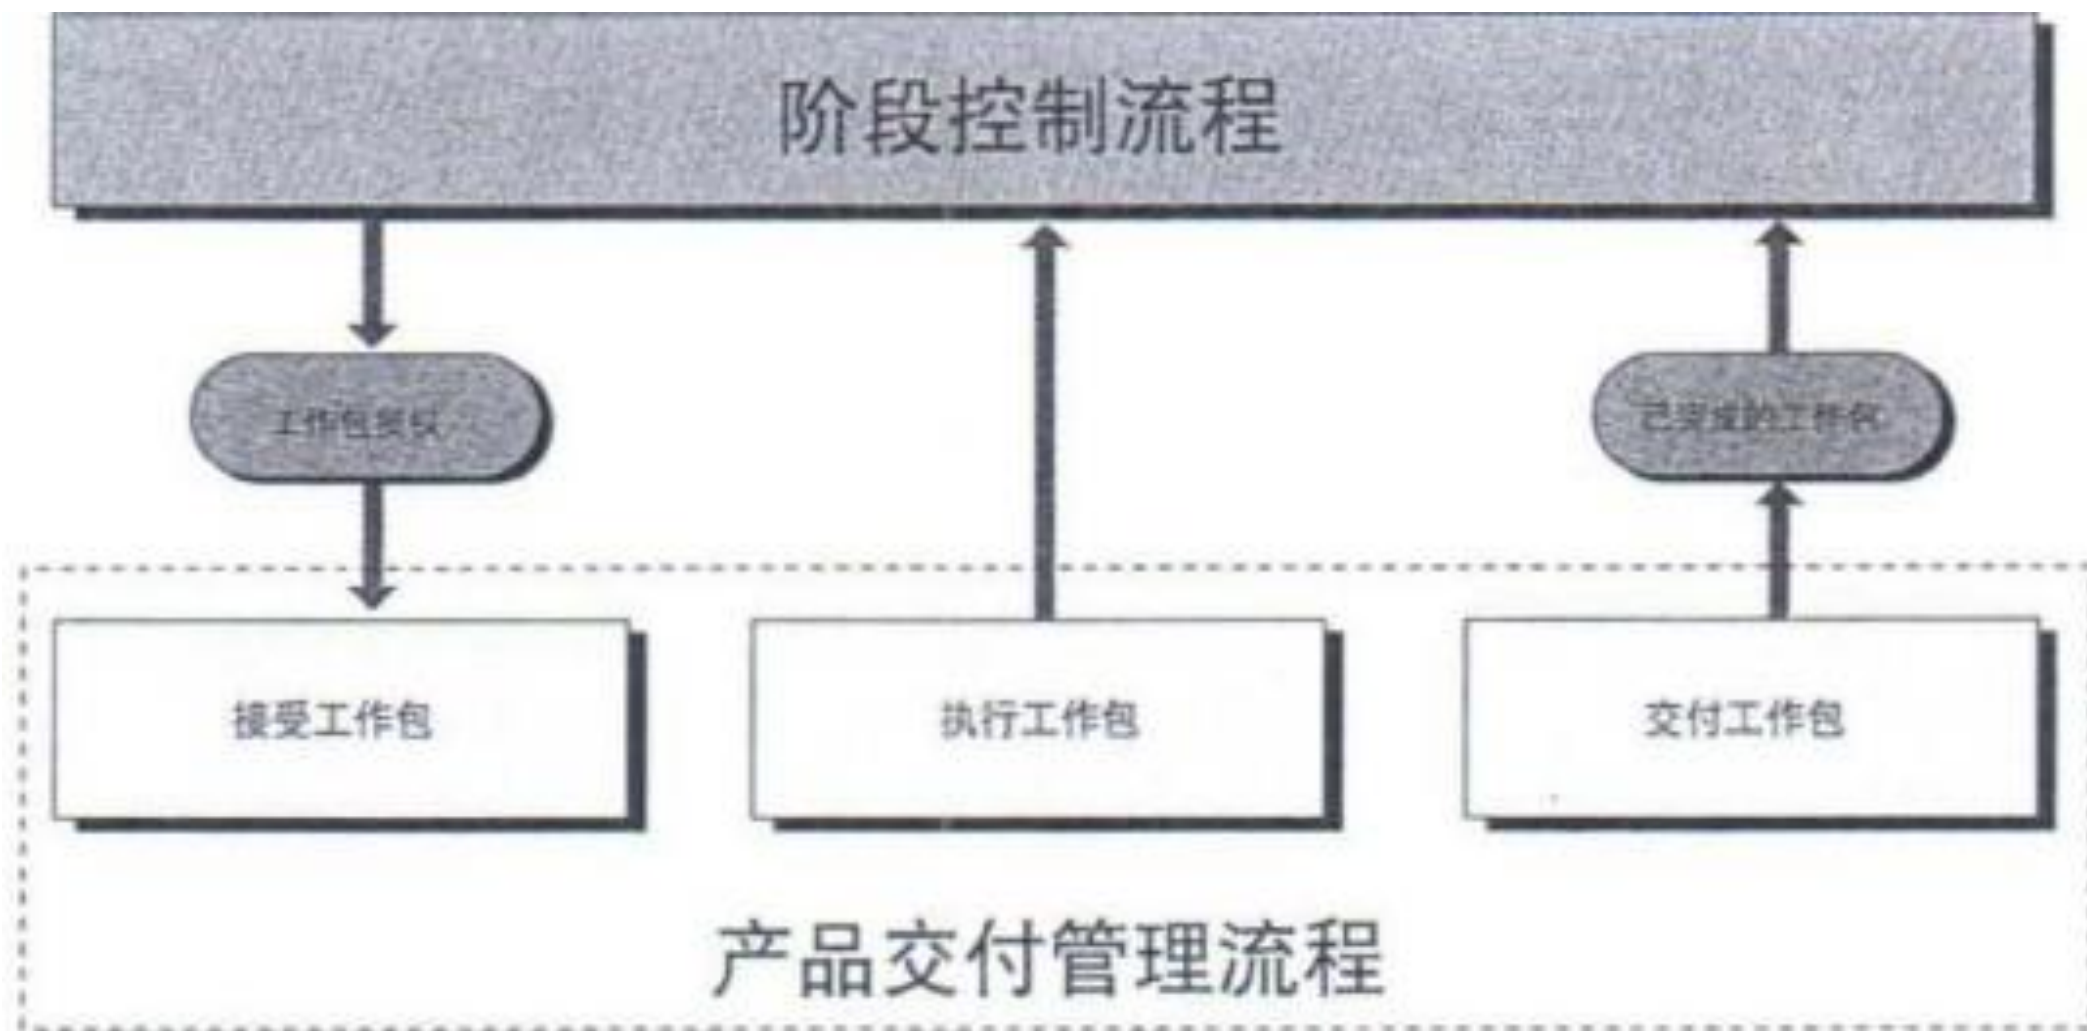 阶段控制流程
工作包授权
已完成的工作包
接受工作包
执行工作包
交付工作包
产品交付管理流程